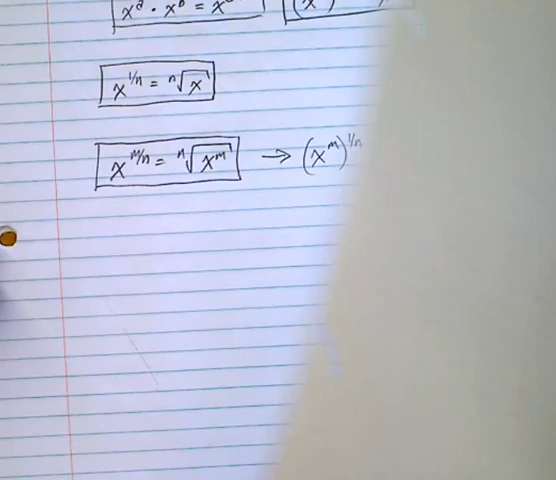 x^a · x^b = x
x^{1/n} = ⁿ√x
x^{m/n} = ⁿ√x^m → (x^m)^{1/n}